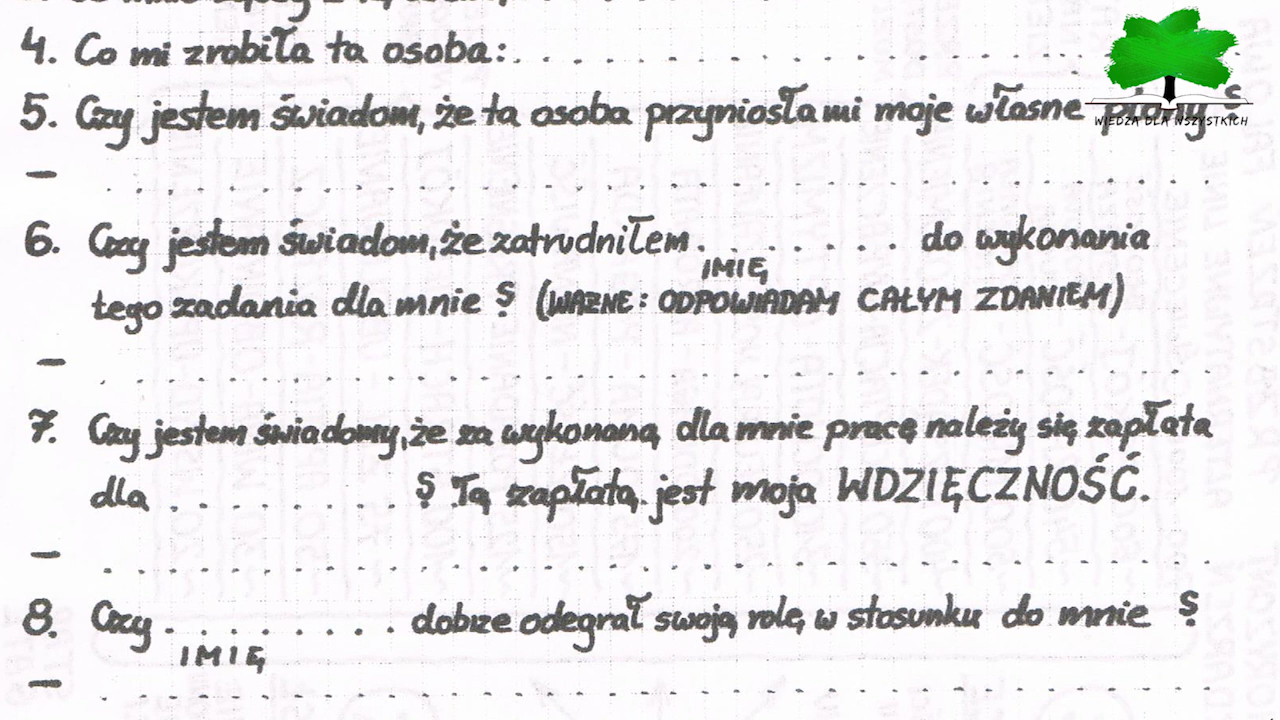 4. Co mi zrobiła ta osoba: . . . . . . . . . . . . . . . . .
5. Czy jestem świadom, że ta osoba przyniosła mi moje własne plony ?
WIEDZA DLA WSZYSTKICH
– . . . . . . . . . . . . . . . . . . . . . . . . . . . .
6. Czy jestem świadom, że zatrudniłem . . . . . . . . do wykonania
IMIĘ
tego zadania dla mnie ? (WAŻNE: ODPOWIADAM CAŁYM ZDANIEM)
– . . . . . . . . . . . . . . . . . . . . . . . . . . . .
7. Czy jestem świadomy, że za wykonaną dla mnie pracę należy się zapłata
dla . . . . . . . . ? Tą zapłatą jest moja WDZIĘCZNOŚĆ.
– . . . . . . . . . . . . . . . . . . . . . . . . . . . .
8. Czy . . . . . . . . dobrze odegrał swoją rolę w stosunku do mnie ?
IMIĘ
– . . . . . . . . . . . . . . . . . . . . . . . . . . . .